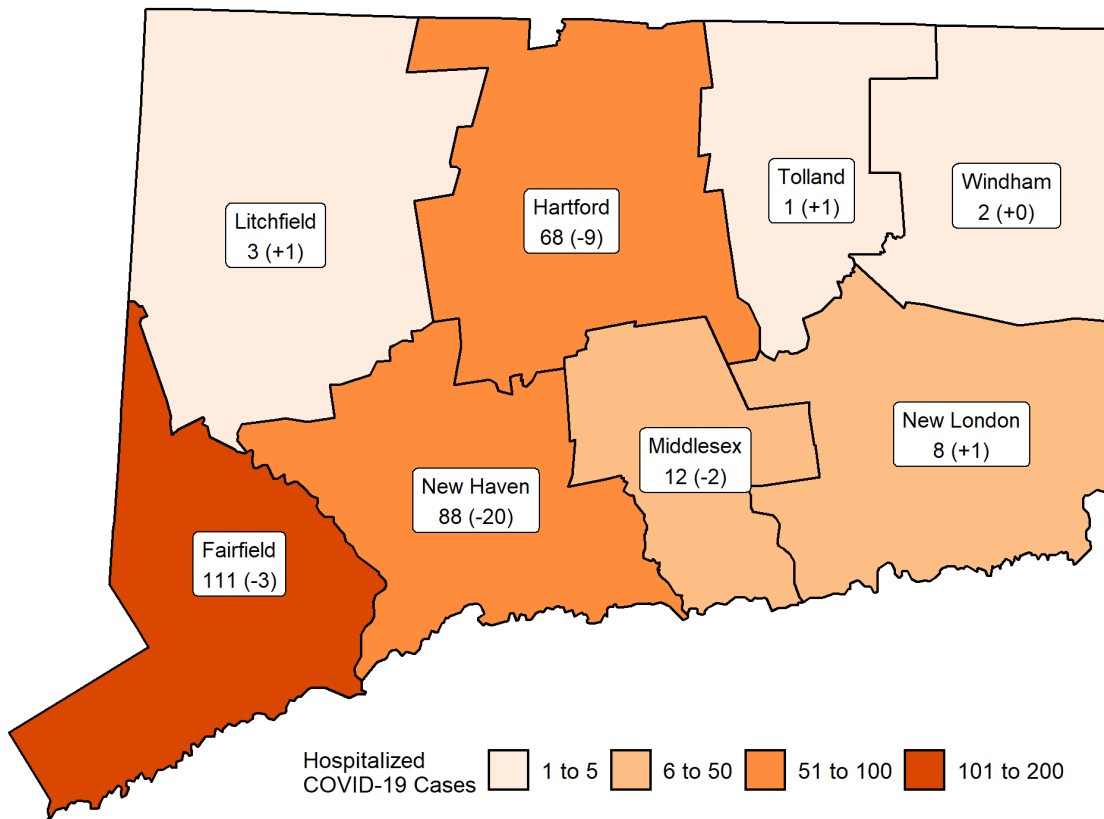 Litchfield
3 (+1)
Hartford
68 (-9)
Tolland
1 (+1)
Windham
2 (+0)
Fairfield
111 (-3)
New Haven
88 (-20)
Middlesex
12 (-2)
New London
8 (+1)
Hospitalized
COVID-19 Cases
1 to 5
6 to 50
51 to 100
101 to 200